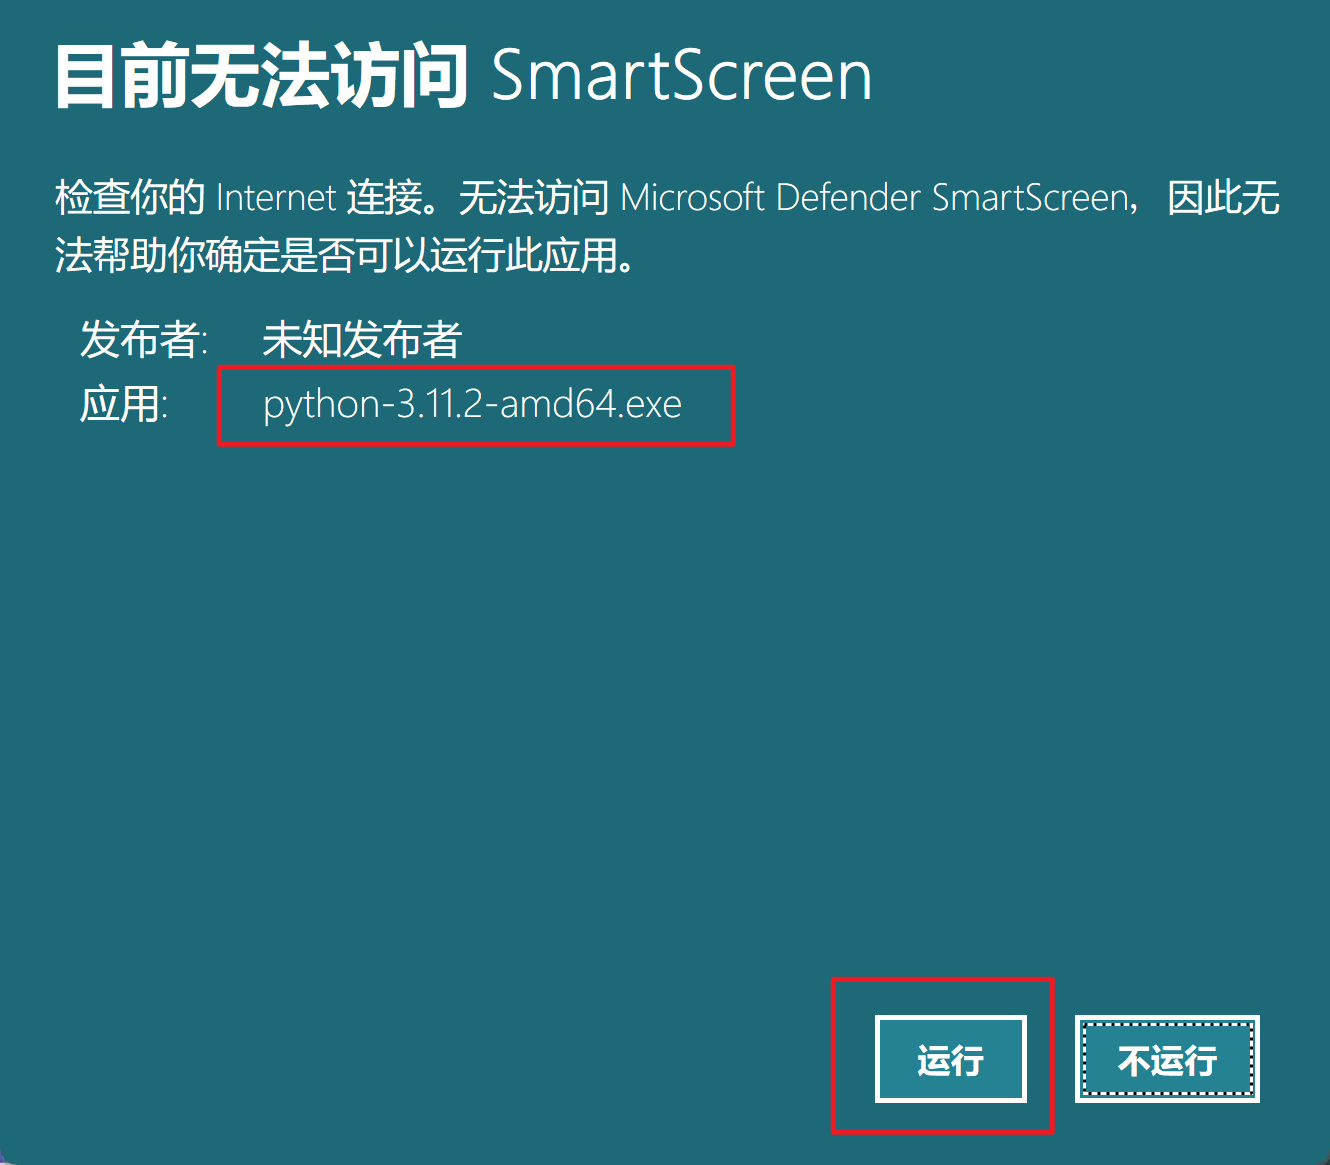 目前无法访问 SmartScreen
检查你的 Internet 连接。无法访问 Microsoft Defender SmartScreen，因此无
法帮助你确定是否可以运行此应用。
发布者: 未知发布者
应用: python-3.11.2-amd64.exe
运行 不运行